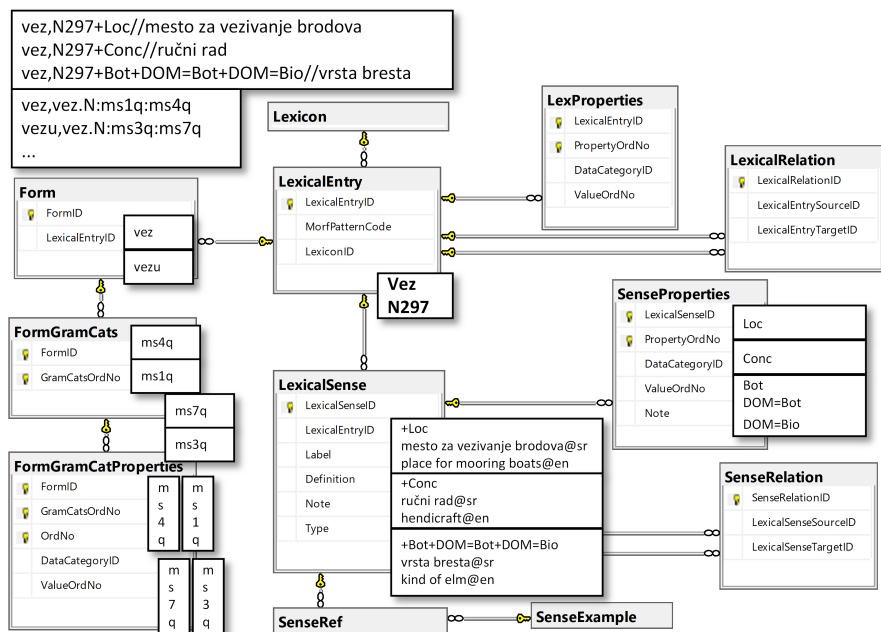 vez,N297+Loc//mesto za vezivanje brodova
vez,N297+Conc//ručni rad
vez,N297+Bot+DOM=Bot+DOM=Bio//vrsta bresta
vez,vez.N:ms1q:ms4q
vezu,vez.N:ms3q:ms7q
...
Lexicon
LexProperties
LexicalEntryID
PropertyOrdNo
DataCategoryID
ValueOrdNo
LexicalRelation
LexicalRelationID
LexicalEntrySourceID
LexicalEntryTargetID
Form
FormID
LexicalEntryID
vez
vezu
LexicalEntry
LexicalEntryID
MorfPatternCode
LexiconID
Vez
N297
FormGramCats
FormID
GramCatsOrdNo
ms4q
ms1q
ms7q
ms3q
SenseProperties
LexicalSenseID
PropertyOrdNo
DataCategoryID
ValueOrdNo
Note
Loc
Conc
Bot
DOM=Bot
DOM=Bio
LexicalSense
LexicalSenseID
LexicalEntryID
Label
Definition
Note
Type
+Loc
mesto za vezivanje brodova@sr
place for mooring boats@en
+Conc
ručni rad@sr
hendicraft@en
+Bot+DOM=Bot+DOM=Bio
vrsta bresta@sr
kind of elm@en
FormGramCatProperties
FormID
GramCatsOrdNo
OrdNo
DataCategoryID
ValueOrdNo
m
s
4
q
m
s
1
q
m
s
7
q
m
s
3
q
SenseRelation
SenseRelationID
LexicalSenseSourceID
LexicalSenseTargetID
SenseRef
SenseExample